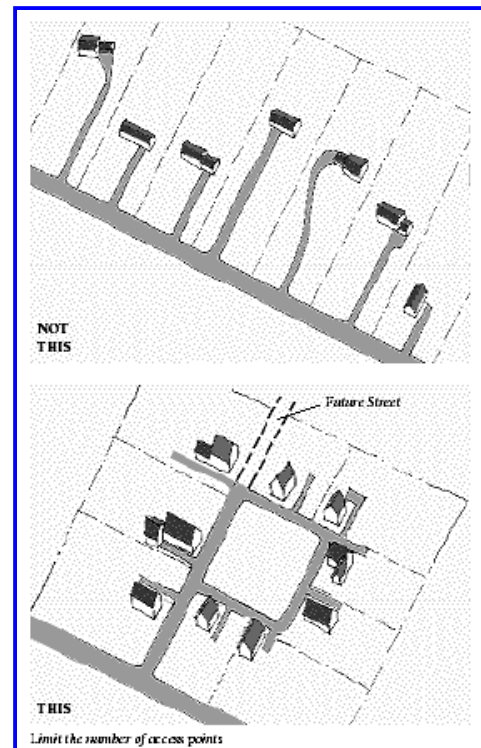 NOT
THIS
Future Street
THIS
Limit the number of access points